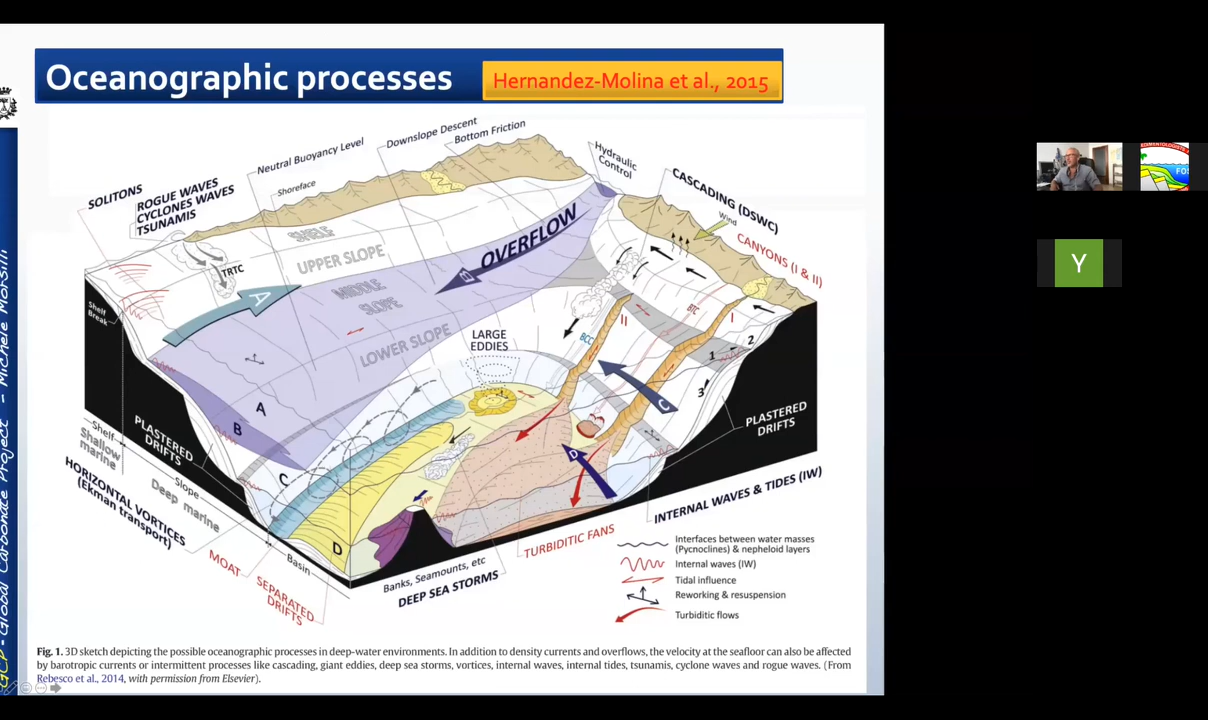 Oceanographic processes
Hernandez-Molina et al., 2015
SOLITONS
ROGUE WAVES
CYCLONES WAVES
TSUNAMIS
Neutral Buoyancy Level
Shoreface
Downslope Descent
Bottom Friction
Hydraulic
Control
CASCADING (DSWC)
Wind
CANYONS (I & II)
SHELF
UPPER SLOPE
MIDDLE
SLOPE
LOWER SLOPE
OVERFLOW
TRTC
A
B
Shelf
Break
LARGE
EDDIES
BCC
BTC
II
I
1
2
3
C
D
A
B
C
D
PLASTERED
DRIFTS
PLASTERED
DRIFTS
Shelf
Shallow
marine
Slope
Deep marine
HORIZONTAL VORTICES
(Ekman transport)
MOAT
SEPARATED
DRIFTS
Basin
Banks, Seamounts, etc
DEEP SEA STORMS
TURBIDITIC FANS
INTERNAL WAVES & TIDES (IW)
Interfaces between water masses
(Pycnoclines) & nepheloid layers
Internal waves (IW)
Tidal influence
Reworking & resuspension
Turbiditic flows
Fig. 1. 3D sketch depicting the possible oceanographic processes in deep-water environments. In addition to density currents and overflows, the velocity at the seafloor can also be affected
by barotropic currents or intermittent processes like cascading, giant eddies, deep sea storms, vortices, internal waves, internal tides, tsunamis, cyclone waves and rogue waves. (From
Rebesco et al., 2014, with permission from Elsevier).
GCP - Global Carbonate Project - Michele Morsilli
FOS
Y